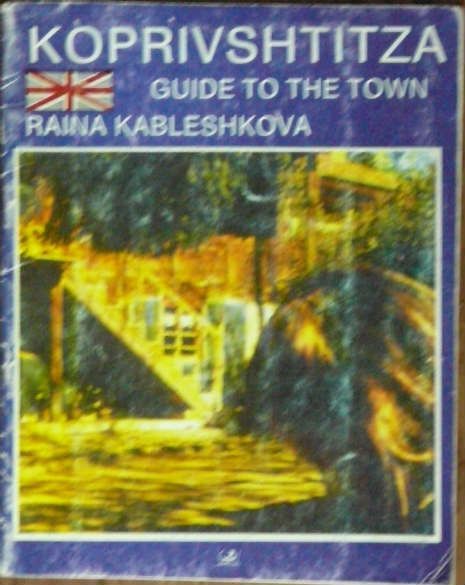 KOPRIVSHTITZA
GUIDE TO THE TOWN
RAINA KABLESHKOVA